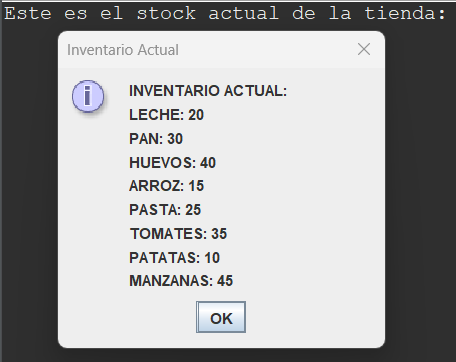 Este es el stock actual de la tienda:
Inventario Actual
INVENTARIO ACTUAL:
LECHE: 20
PAN: 30
HUEVOS: 40
ARROZ: 15
PASTA: 25
TOMATES: 35
PATATAS: 10
MANZANAS: 45
OK